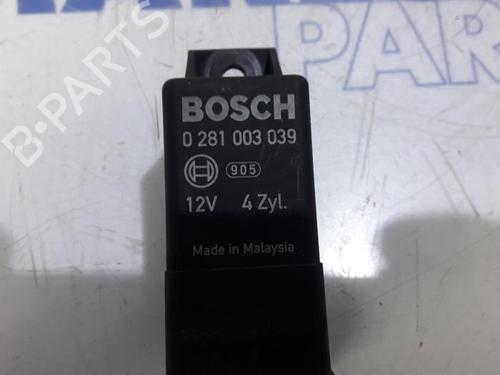 BOSCH
0 281 003 039
905
12V 4 Zyl.
Made in Malaysia